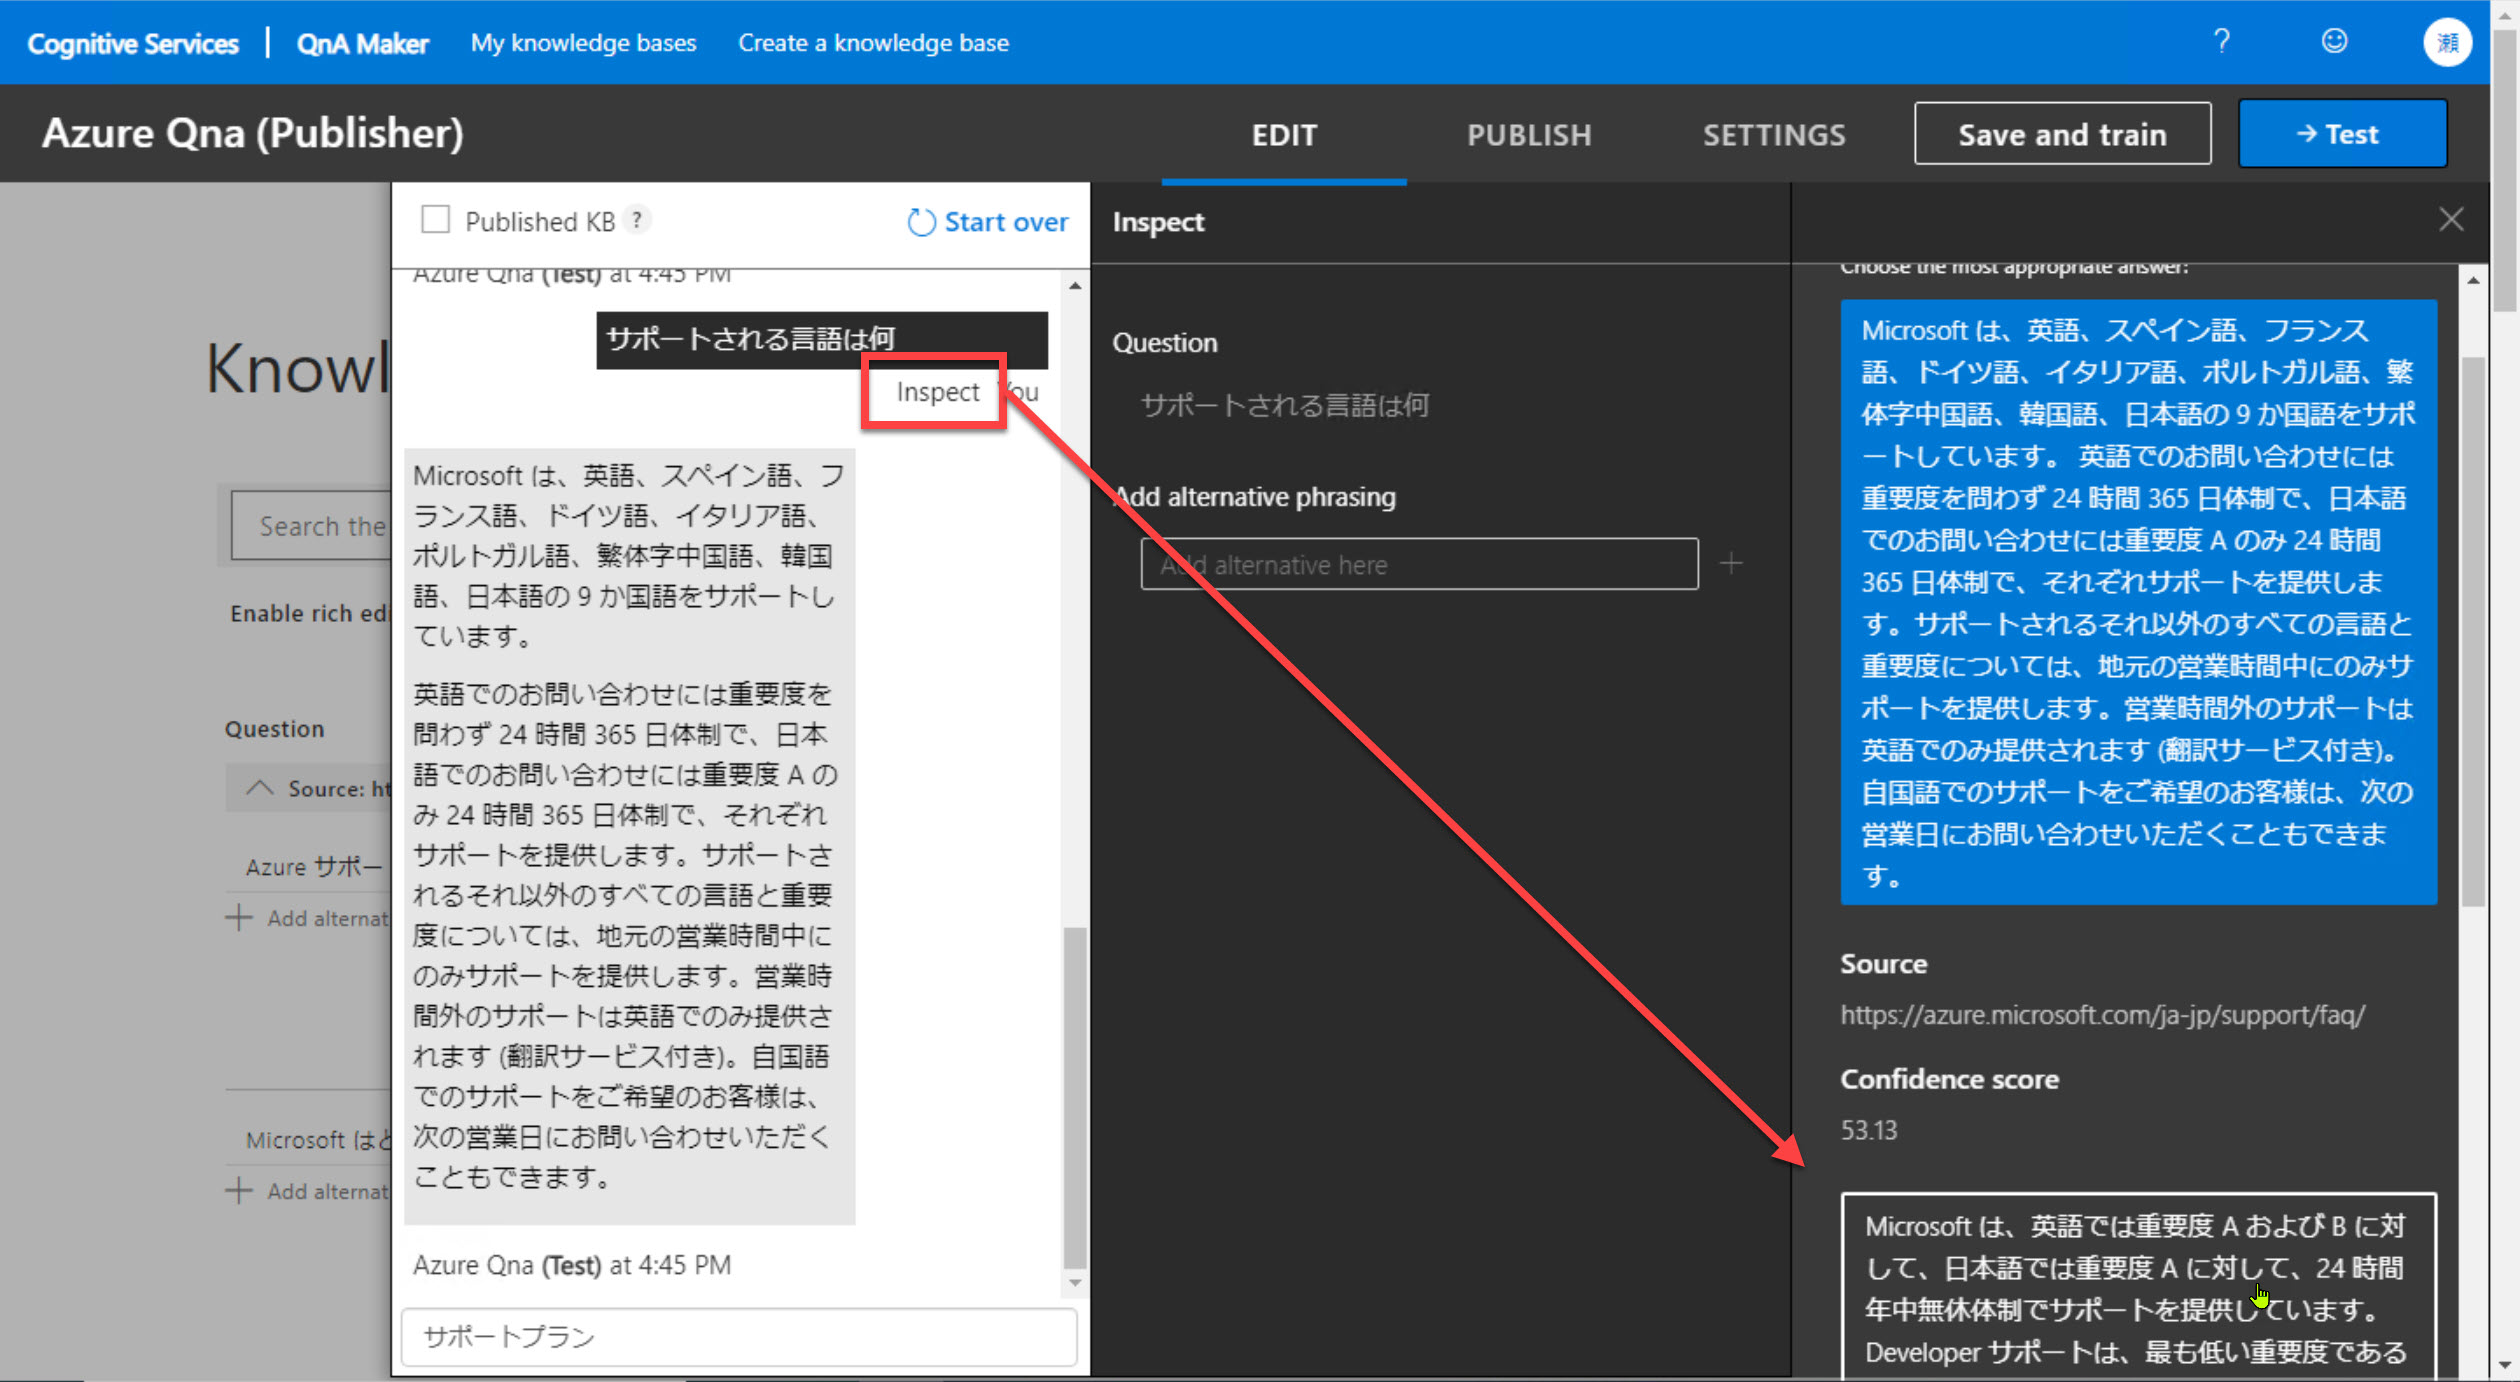 Cognitive Services | QnA Maker My knowledge bases Create a knowledge base ? 瀬
Azure Qna (Publisher) EDIT PUBLISH SETTINGS Save and train → Test
Knowl
Search the
Enable rich edi
Question
Source: ht
Azure サポー
+ Add alternat
Microsoft はと
+ Add alternat
Published KB ? Start over
Azure Qna (Test) at 4:45 PM
サポートされる言語は何
Inspect You
Microsoft は、英語、スペイン語、フ
ランス語、ドイツ語、イタリア語、
ポルトガル語、繁体字中国語、韓国
語、日本語の 9 か国語をサポートし
ています。
英語でのお問い合わせには重要度を
問わず 24 時間 365 日体制で、日本
語でのお問い合わせには重要度 A の
み 24 時間 365 日体制で、それぞれ
サポートを提供します。サポートさ
れるそれ以外のすべての言語と重要
度については、地元の営業時間中に
のみサポートを提供します。営業時
間外のサポートは英語でのみ提供さ
れます (翻訳サービス付き)。自国語
でのサポートをご希望のお客様は、
次の営業日にお問い合わせいただく
こともできます。
Azure Qna (Test) at 4:45 PM
サポートプラン
Inspect
Question
サポートされる言語は何
Add alternative phrasing
Add alternative here +
Choose the most appropriate answer:
Microsoft は、英語、スペイン語、フランス
語、ドイツ語、イタリア語、ポルトガル語、繁
体字中国語、韓国語、日本語の 9 か国語をサポ
ートしています。 英語でのお問い合わせには
重要度を問わず 24 時間 365 日体制で、日本語
でのお問い合わせには重要度 A のみ 24 時間
365 日体制で、それぞれサポートを提供しま
す。サポートされるそれ以外のすべての言語と
重要度については、地元の営業時間中にのみサ
ポートを提供します。営業時間外のサポートは
英語でのみ提供されます (翻訳サービス付き)。
自国語でのサポートをご希望のお客様は、次の
営業日にお問い合わせいただくこともできま
す。
Source
https://azure.microsoft.com/ja-jp/support/faq/
Confidence score
53.13
Microsoft は、英語では重要度 A および B に対
して、日本語では重要度 A に対して、24 時間
年中無休体制でサポートを提供しています。
Developer サポートは、最も低い重要度である